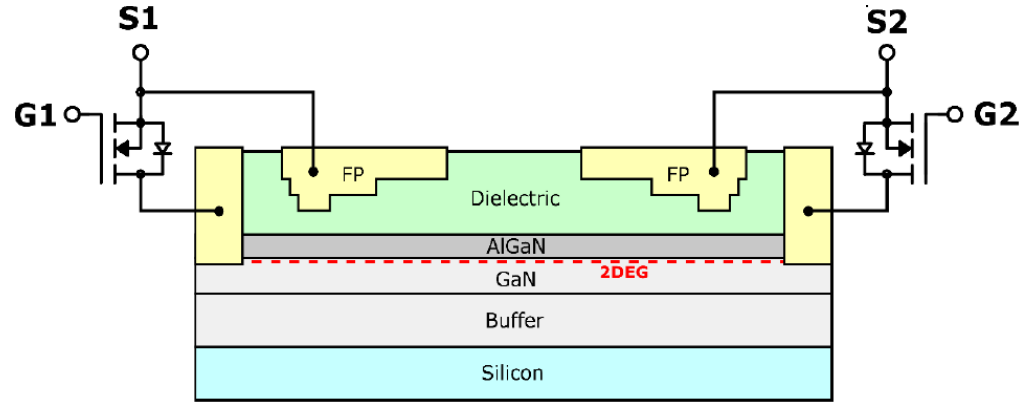 S1
S2
G1
G2
FP
FP
Dielectric
AlGaN
2DEG
GaN
Buffer
Silicon